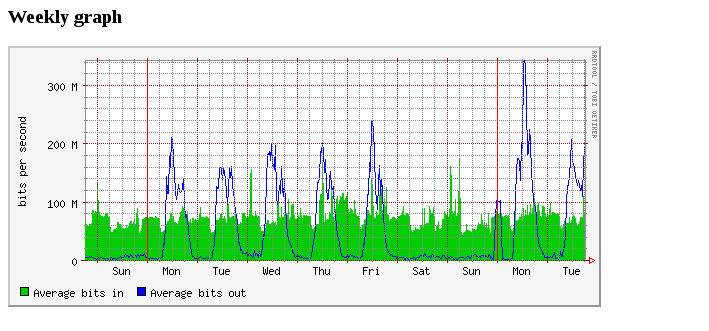 Weekly graph
RRDTOOL / TOBI OETIKER
bits per second
300 M
200 M
100 M
0
Sun Mon Tue Wed Thu Fri Sat Sun Mon Tue
Average bits in Average bits out